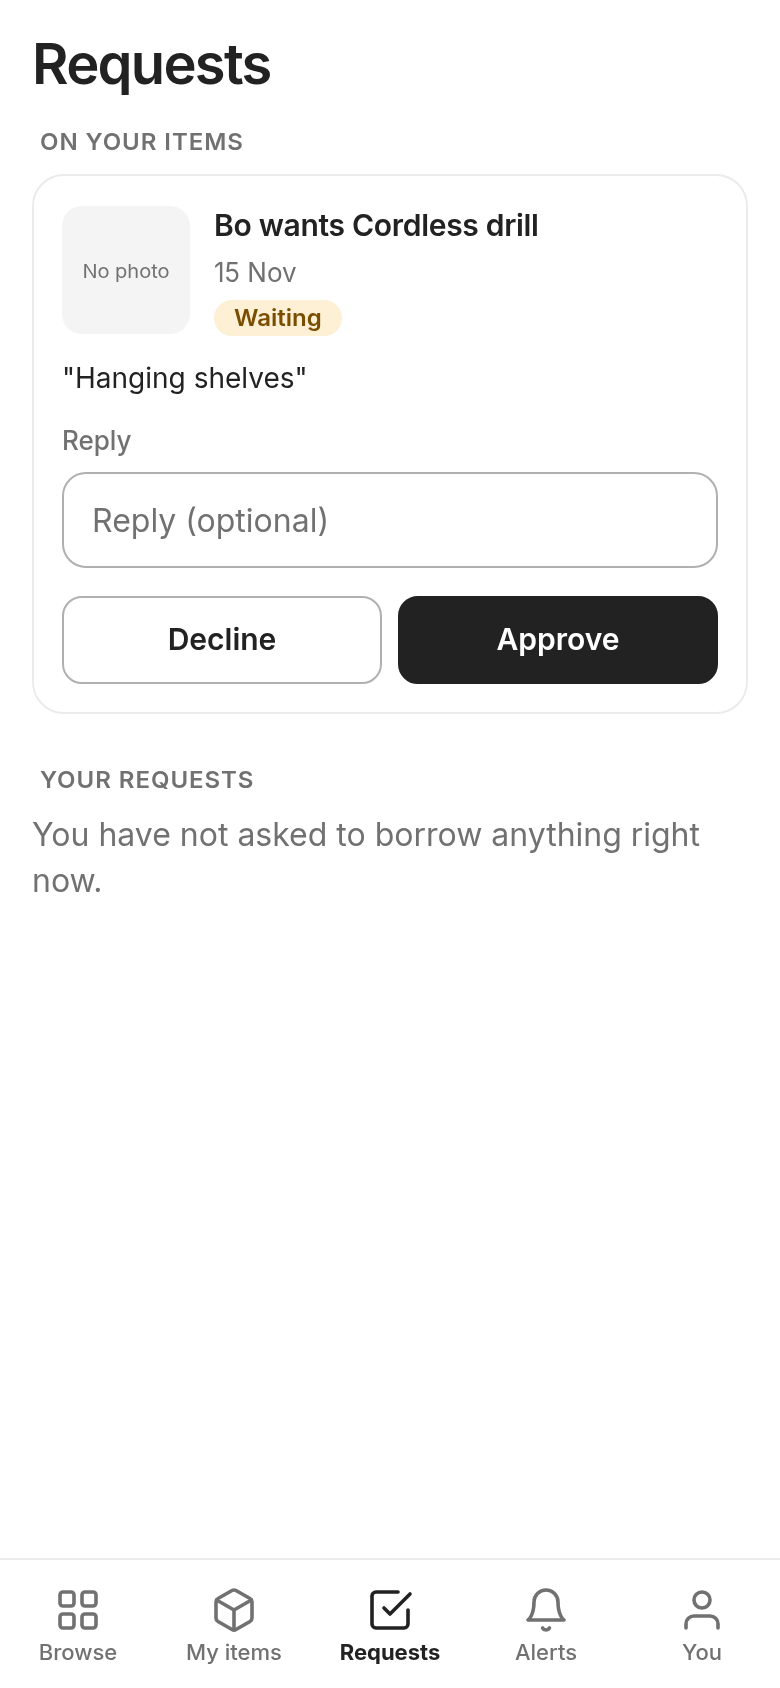 Requests
ON YOUR ITEMS
No photo
Bo wants Cordless drill
15 Nov
Waiting
"Hanging shelves"
Reply
Reply (optional)
Decline
Approve
YOUR REQUESTS
You have not asked to borrow anything right
now.
Browse
My items
Requests
Alerts
You